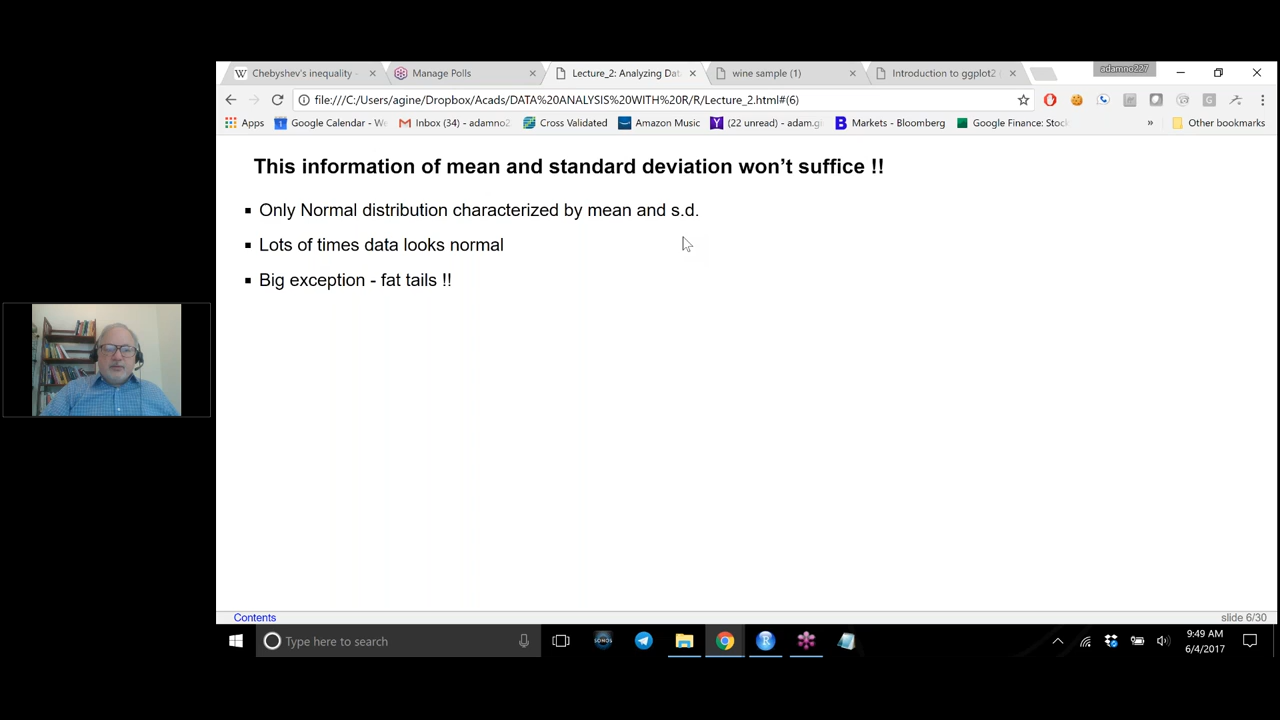 adamno227
Chebyshev's inequality -
Manage Polls
Lecture_2: Analyzing Dat
wine sample (1)
Introduction to ggplot2
file:///C:/Users/agine/Dropbox/Acads/DATA%20ANALYSIS%20WITH%20R/R/Lecture_2.html#(6)
Apps
Google Calendar - We
Inbox (34) - adamno2
Cross Validated
Amazon Music
(22 unread) - adam.g
Markets - Bloomberg
Google Finance: Stock
»
Other bookmarks
This information of mean and standard deviation won't suffice !!
▪ Only Normal distribution characterized by mean and s.d.
▪ Lots of times data looks normal
▪ Big exception - fat tails !!
Contents
slide 6/30
Type here to search
SONOS
9:49 AM
6/4/2017